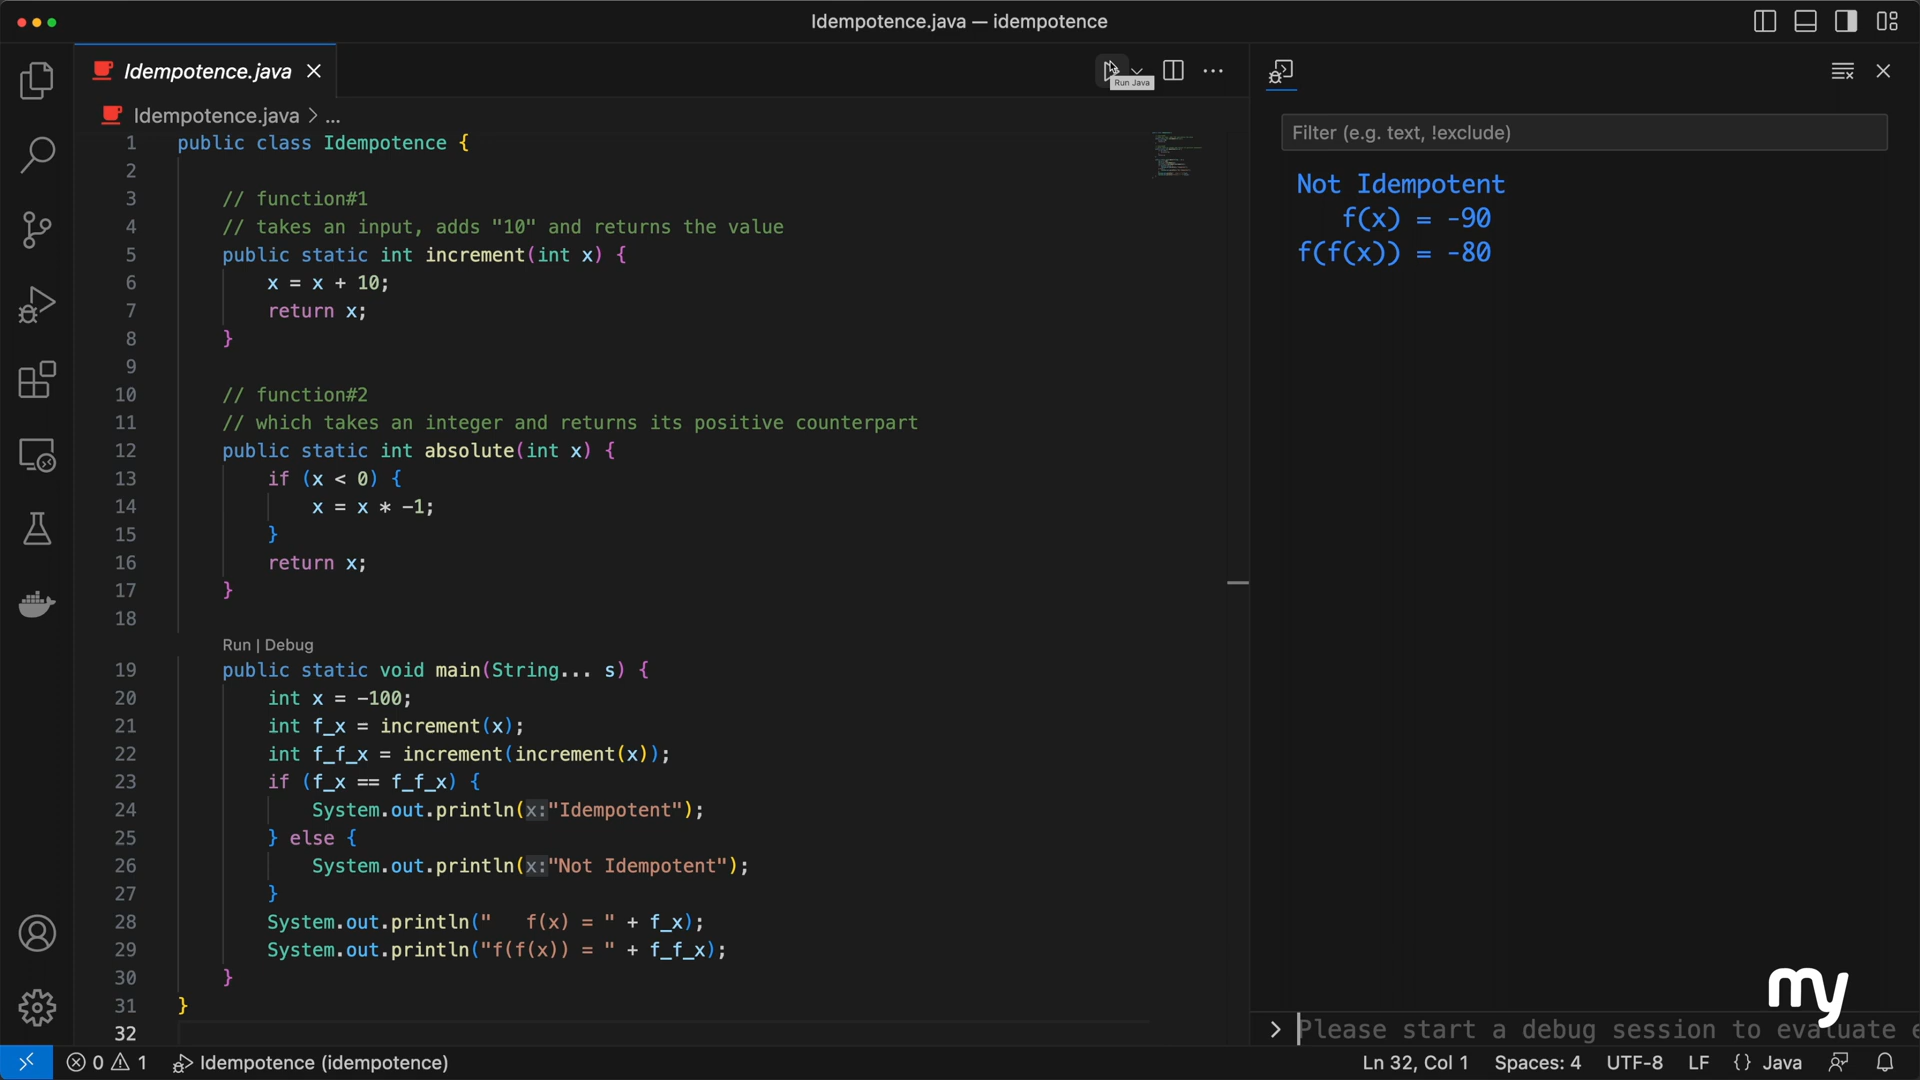 Idempotence.java — idempotence
Idempotence.java
Run Java
Idempotence.java > ...
1 public class Idempotence {
2
3 // function#1
4 // takes an input, adds "10" and returns the value
5 public static int increment(int x) {
6 x = x + 10;
7 return x;
8 }
9
10 // function#2
11 // which takes an integer and returns its positive counterpart
12 public static int absolute(int x) {
13 if (x < 0) {
14 x = x * -1;
15 }
16 return x;
17 }
18
Run | Debug
19 public static void main(String... s) {
20 int x = -100;
21 int f_x = increment(x);
22 int f_f_x = increment(increment(x));
23 if (f_x == f_f_x) {
24 System.out.println(x:"Idempotent");
25 } else {
26 System.out.println(x:"Not Idempotent");
27 }
28 System.out.println("   f(x) = " + f_x);
29 System.out.println("f(f(x)) = " + f_f_x);
30 }
31 }
32
Filter (e.g. text, !exclude)
Not Idempotent
f(x) = -90
f(f(x)) = -80
my
> Please start a debug session to evaluate e
0 1 Idempotence (idempotence)
Ln 32, Col 1 Spaces: 4 UTF-8 LF {} Java